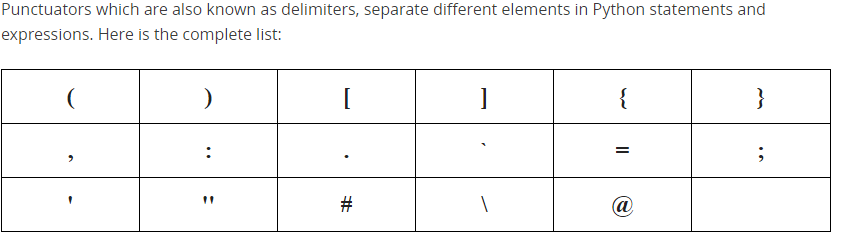 Punctuators which are also known as delimiters, separate different elements in Python statements and
expressions. Here is the complete list:
( ) [ ] { }
, : . ` = ;
' " # \ @